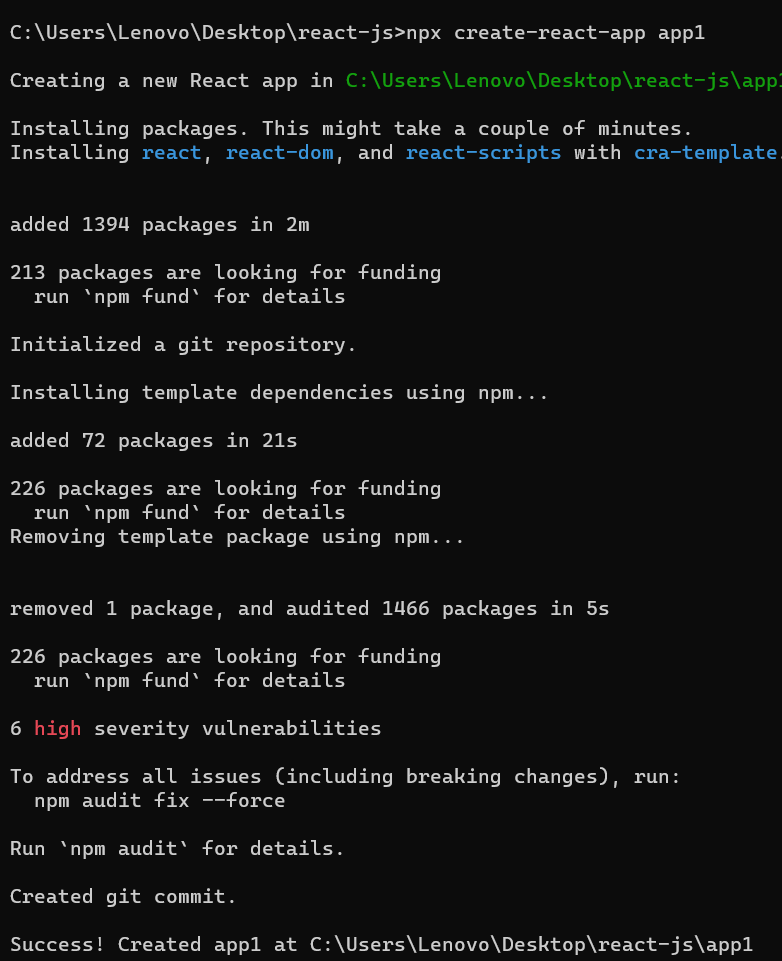 C:\Users\Lenovo\Desktop\react-js>npx create-react-app app1
Creating a new React app in C:\Users\Lenovo\Desktop\react-js\app1
Installing packages. This might take a couple of minutes.
Installing react, react-dom, and react-scripts with cra-template.
added 1394 packages in 2m
213 packages are looking for funding
  run `npm fund` for details
Initialized a git repository.
Installing template dependencies using npm...
added 72 packages in 21s
226 packages are looking for funding
  run `npm fund` for details
Removing template package using npm...
removed 1 package, and audited 1466 packages in 5s
226 packages are looking for funding
  run `npm fund` for details
6 high severity vulnerabilities
To address all issues (including breaking changes), run:
  npm audit fix --force
Run `npm audit` for details.
Created git commit.
Success! Created app1 at C:\Users\Lenovo\Desktop\react-js\app1